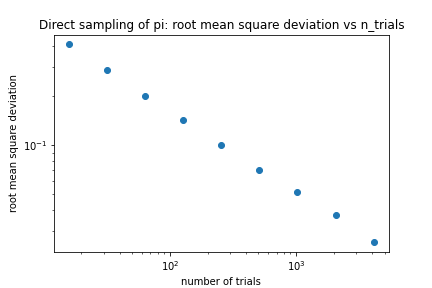 Direct sampling of pi: root mean square deviation vs n_trials
root mean square deviation
10⁻¹
10²
10³
number of trials